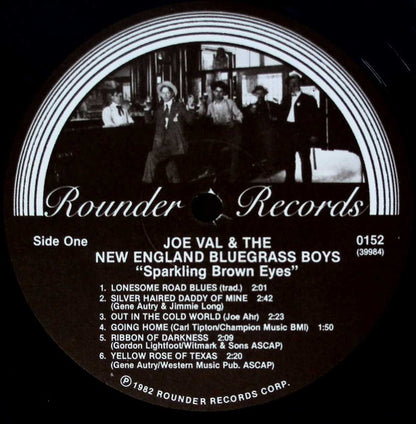 Rounder Records
Side One
JOE VAL & THE
0152
NEW ENGLAND BLUEGRASS BOYS
(39984)
"Sparkling Brown Eyes"
1. LONESOME ROAD BLUES (trad.) 2:01
2. SILVER HAIRED DADDY OF MINE 2:42
(Gene Autry & Jimmie Long)
3. OUT IN THE COLD WORLD (Joe Ahr) 2:23
4. GOING HOME (Carl Tipton/Champion Music BMI) 1:50
5. RIBBON OF DARKNESS 2:09
(Gordon Lightfoot/Witmark & Sons ASCAP)
6. YELLOW ROSE OF TEXAS 2:20
(Gene Autry/Western Music Pub. ASCAP)
Ⓟ 1982 ROUNDER RECORDS CORP.